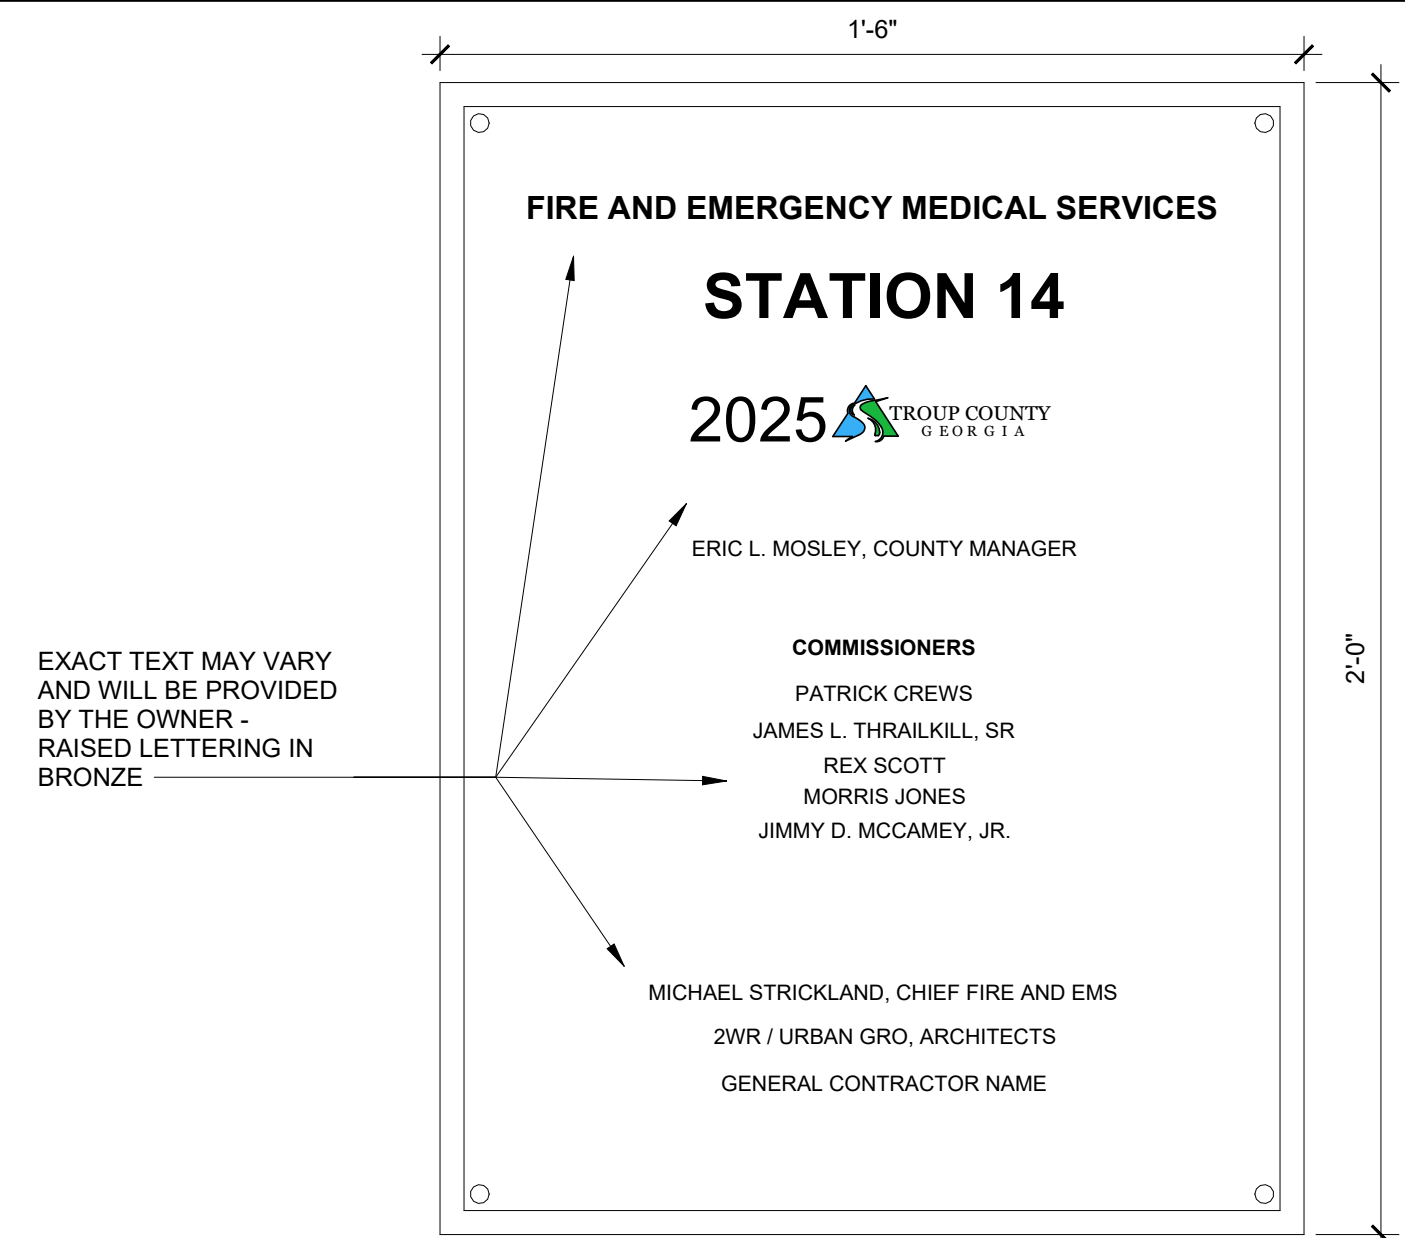 1'-6"
FIRE AND EMERGENCY MEDICAL SERVICES
STATION 14
2025 TROUP COUNTY
GEORGIA
ERIC L. MOSLEY, COUNTY MANAGER
COMMISSIONERS
PATRICK CREWS
JAMES L. THRAILKILL, SR
REX SCOTT
MORRIS JONES
JIMMY D. MCCAMEY, JR.
MICHAEL STRICKLAND, CHIEF FIRE AND EMS
2WR / URBAN GRO, ARCHITECTS
GENERAL CONTRACTOR NAME
EXACT TEXT MAY VARY
AND WILL BE PROVIDED
BY THE OWNER -
RAISED LETTERING IN
BRONZE
2'-0"